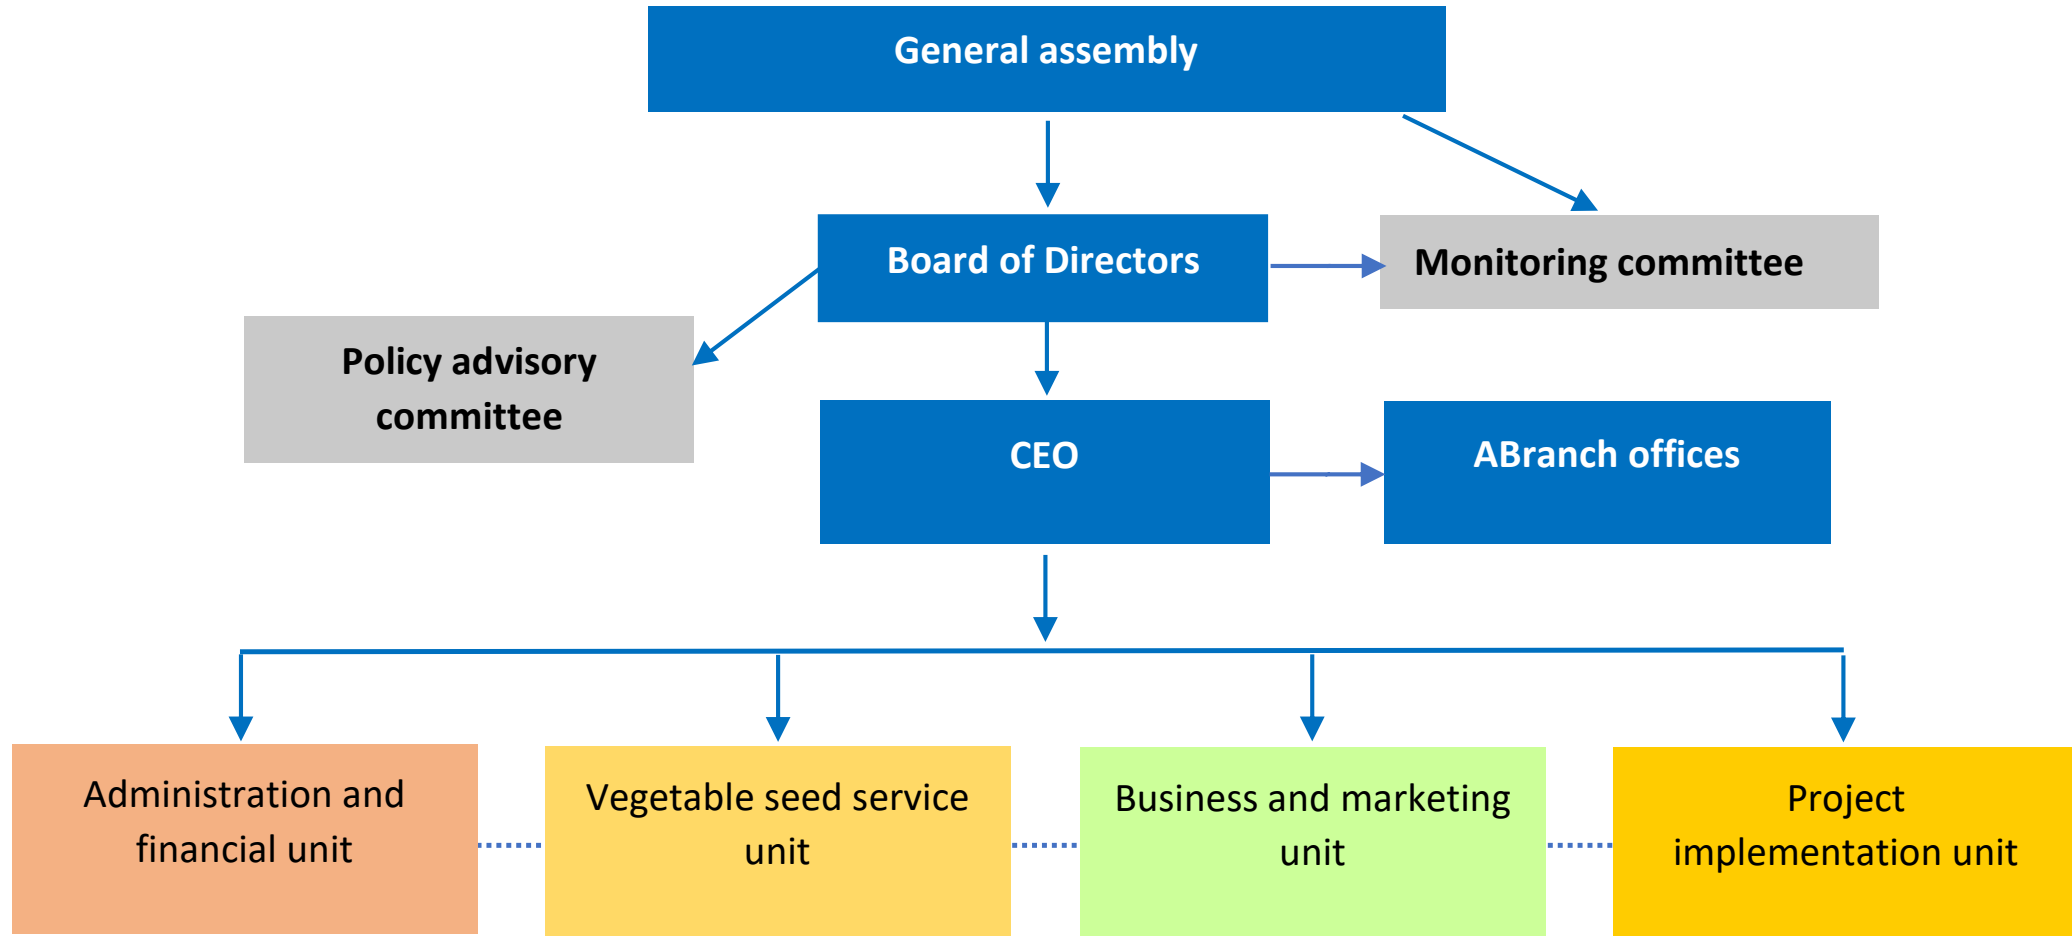 General assembly
Board of Directors
Monitoring committee
Policy advisory
committee
CEO
ABranch offices
Administration and
financial unit
Vegetable seed service
unit
Business and marketing
unit
Project
implementation unit